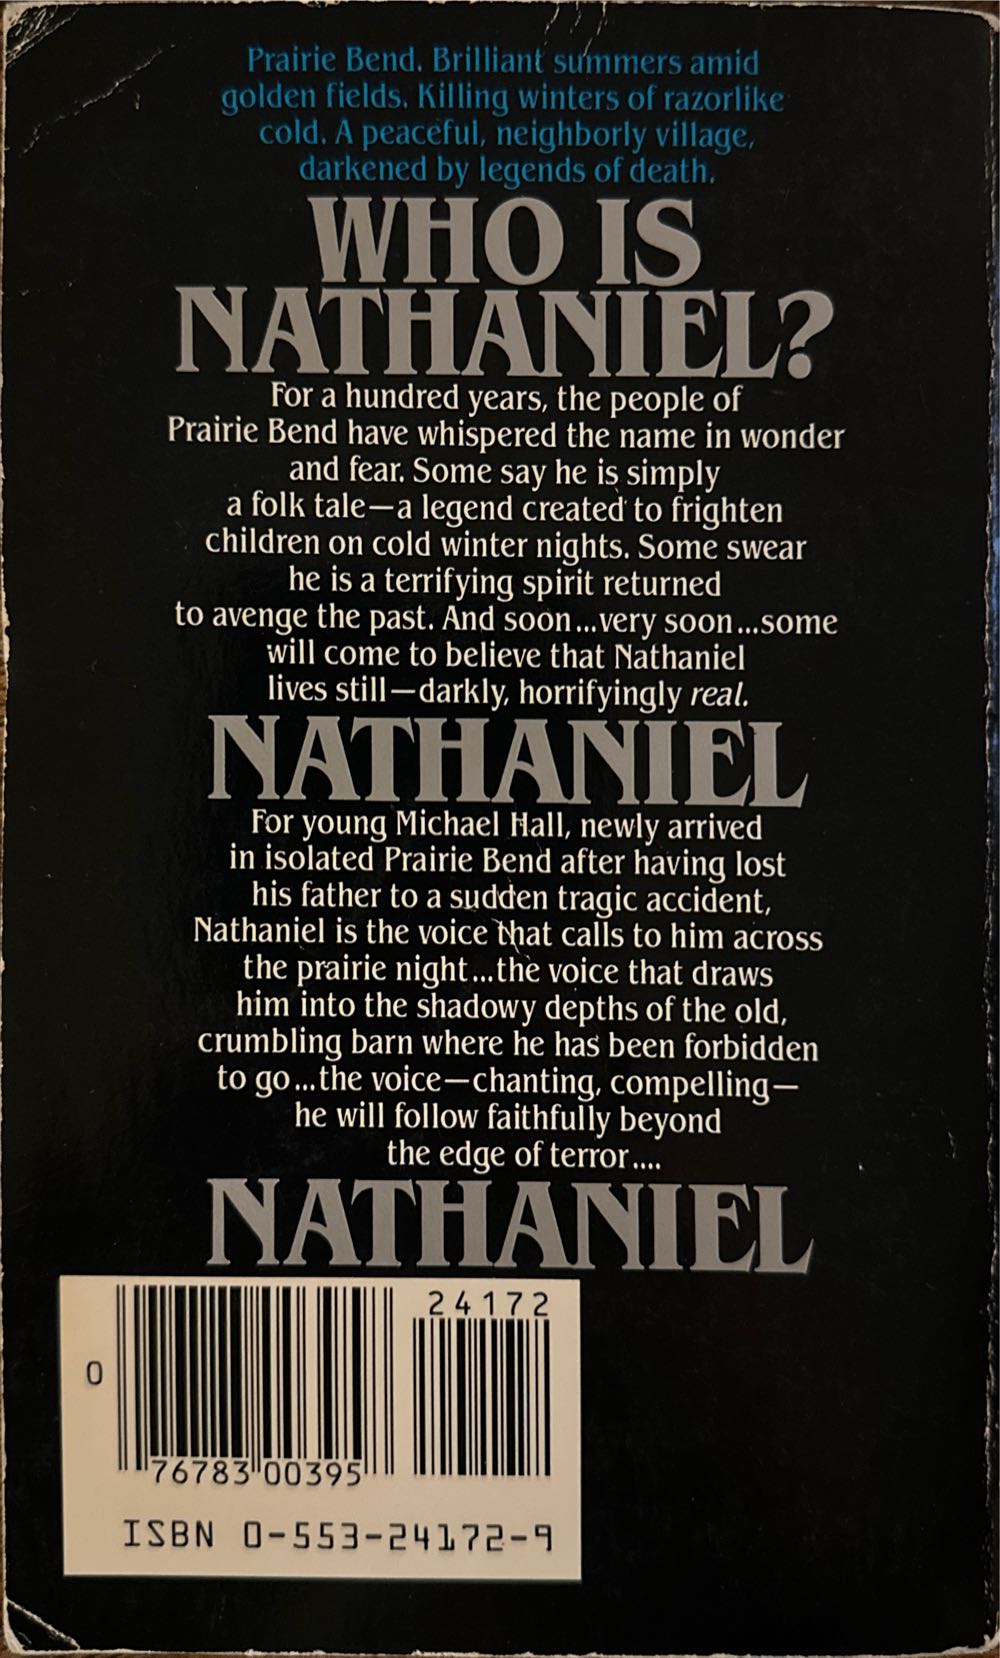 Prairie Bend. Brilliant summers amid
golden fields. Killing winters of razorlike
cold. A peaceful, neighborly village,
darkened by legends of death.
WHO IS
NATHANIEL?
For a hundred years, the people of
Prairie Bend have whispered the name in wonder
and fear. Some say he is simply
a folk tale—a legend created to frighten
children on cold winter nights. Some swear
he is a terrifying spirit returned
to avenge the past. And soon...very soon...some
will come to believe that Nathaniel
lives still—darkly, horrifyingly real.
NATHANIEL
For young Michael Hall, newly arrived
in isolated Prairie Bend after having lost
his father to a sudden tragic accident,
Nathaniel is the voice that calls to him across
the prairie night...the voice that draws
him into the shadowy depths of the old,
crumbling barn where he has been forbidden
to go...the voice—chanting, compelling—
he will follow faithfully beyond
the edge of terror....
NATHANIEL
24172
0
76783 00395
ISBN 0-553-24172-9